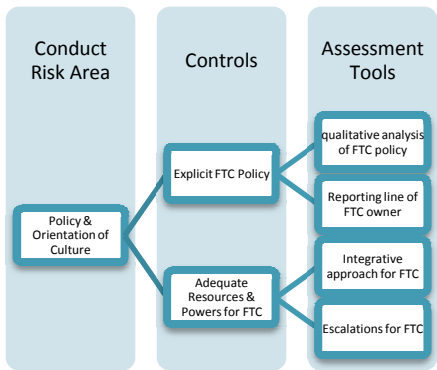 Conduct
Risk Area
Controls
Assessment
Tools
Policy &
Orientation of
Culture
Explicit FTC Policy
Adequate
Resources &
Powers for FTC
qualitative analysis
of FTC policy
Reporting line of
FTC owner
Integrative
approach for FTC
Escalations for FTC